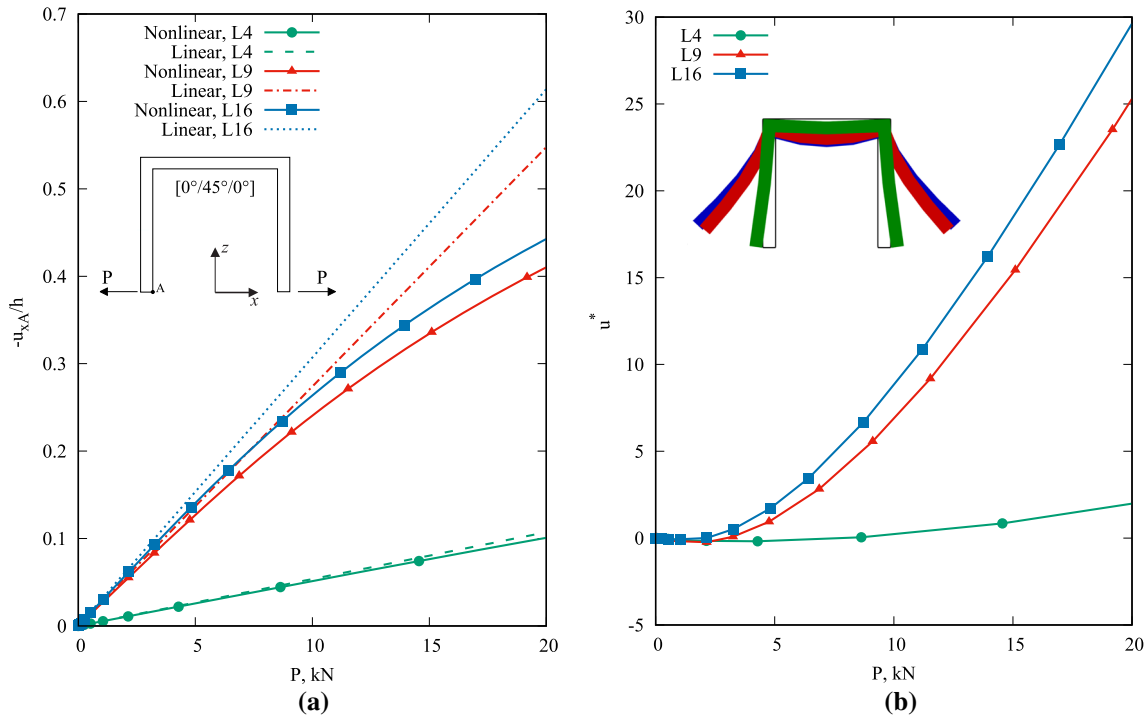 Nonlinear, L4
Linear, L4
Nonlinear, L9
Linear, L9
Nonlinear, L16
Linear, L16
[0°/45°/0°]
z
x
P
A
P
0.7
0.6
0.5
0.4
0.3
0.2
0.1
0
-u_{xA}/h
0
5
10
15
20
P, kN
(a)
L4
L9
L16
30
25
20
15
10
5
0
-5
u^*
0
5
10
15
20
P, kN
(b)